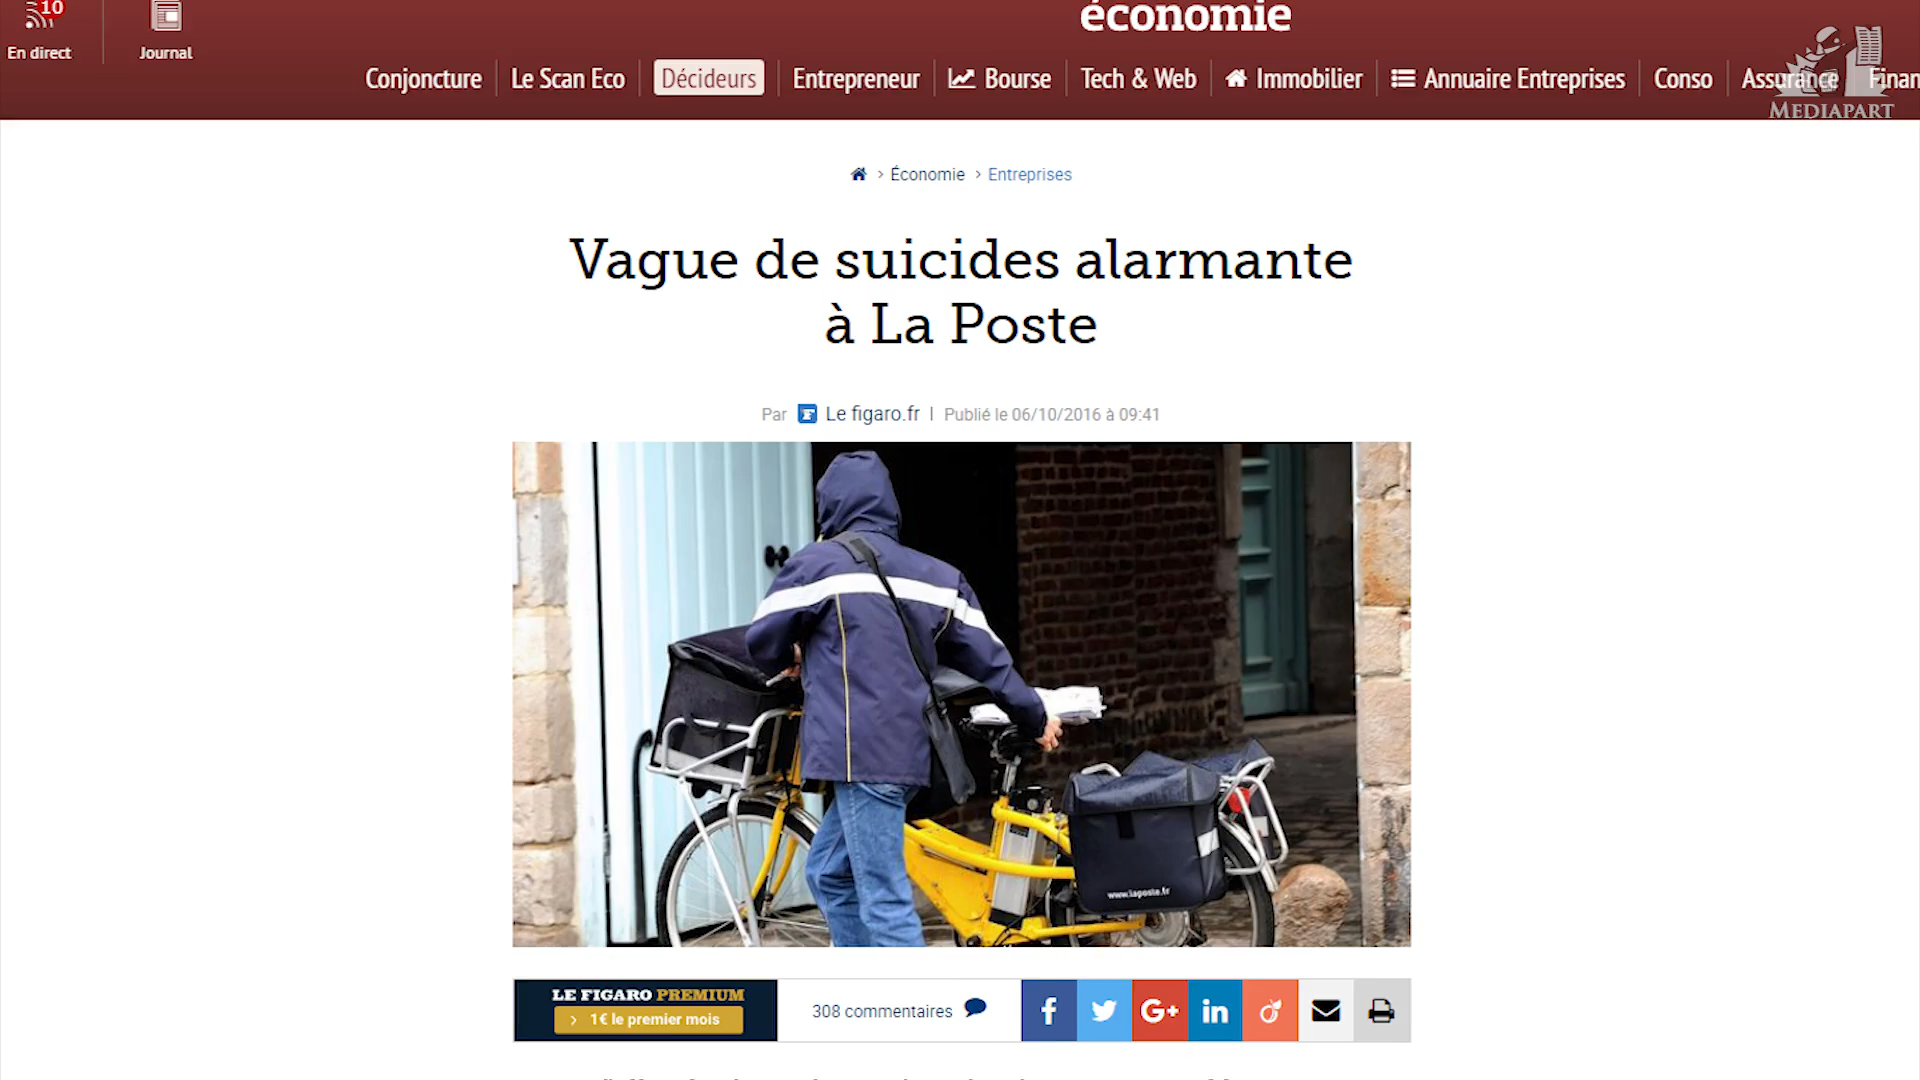 10
En direct
Journal
économie
Conjoncture Le Scan Eco Décideurs Entrepreneur Bourse Tech & Web Immobilier Annuaire Entreprises Conso Assurance Finan
MEDIAPART
Économie > Entreprises
Vague de suicides alarmante
à La Poste
Par Le figaro.fr | Publié le 06/10/2016 à 09:41
www.laposte.fr
LE FIGARO PREMIUM
> 1€ le premier mois
308 commentaires
f G+ in